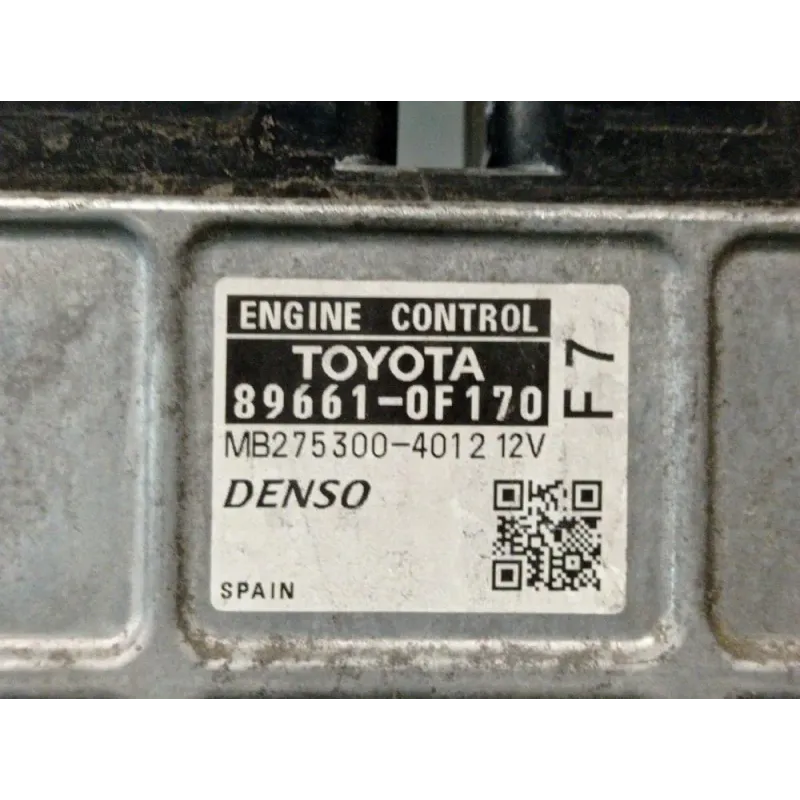 ENGINE CONTROL
TOYOTA
89661-0F170
F7
MB275300-4012 12V
DENSO
SPAIN